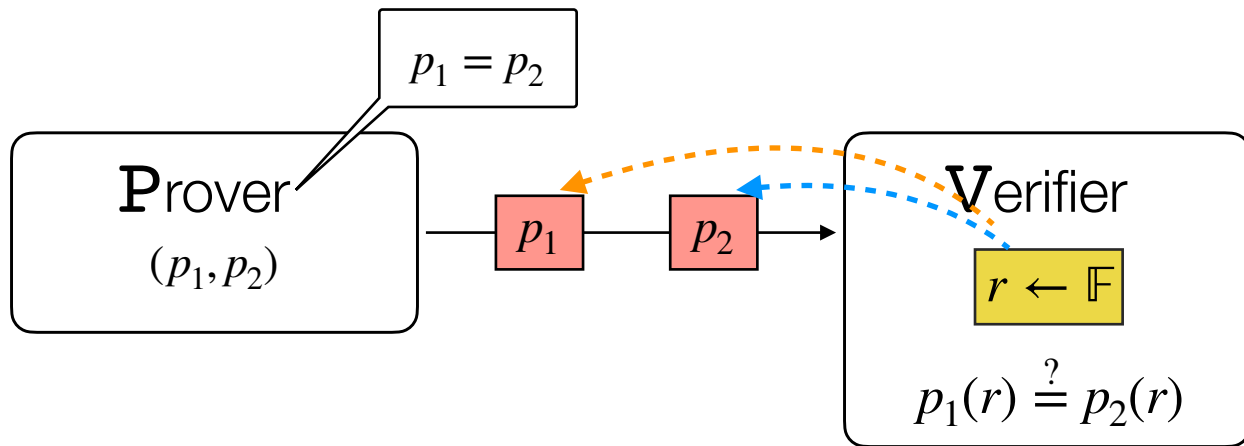 p₁ = p₂
Prover
(p₁, p₂)
p₁
p₂
Verifier
r ← 𝔽
p₁(r) ≟ p₂(r)